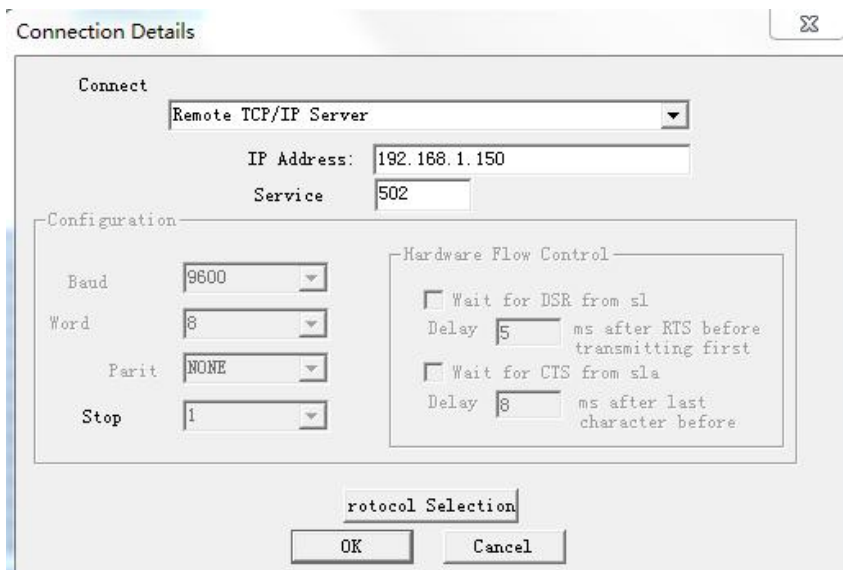 Connection Details
Connect
Remote TCP/IP Server
IP Address: 192.168.1.150
Service 502
Configuration
Baud 9600
Word 8
Parit NONE
Stop 1
Hardware Flow Control
Wait for DSR from sl
Delay 5 ms after RTS before
transmitting first
Wait for CTS from sla
Delay 8 ms after last
character before
rotocol Selection
OK Cancel